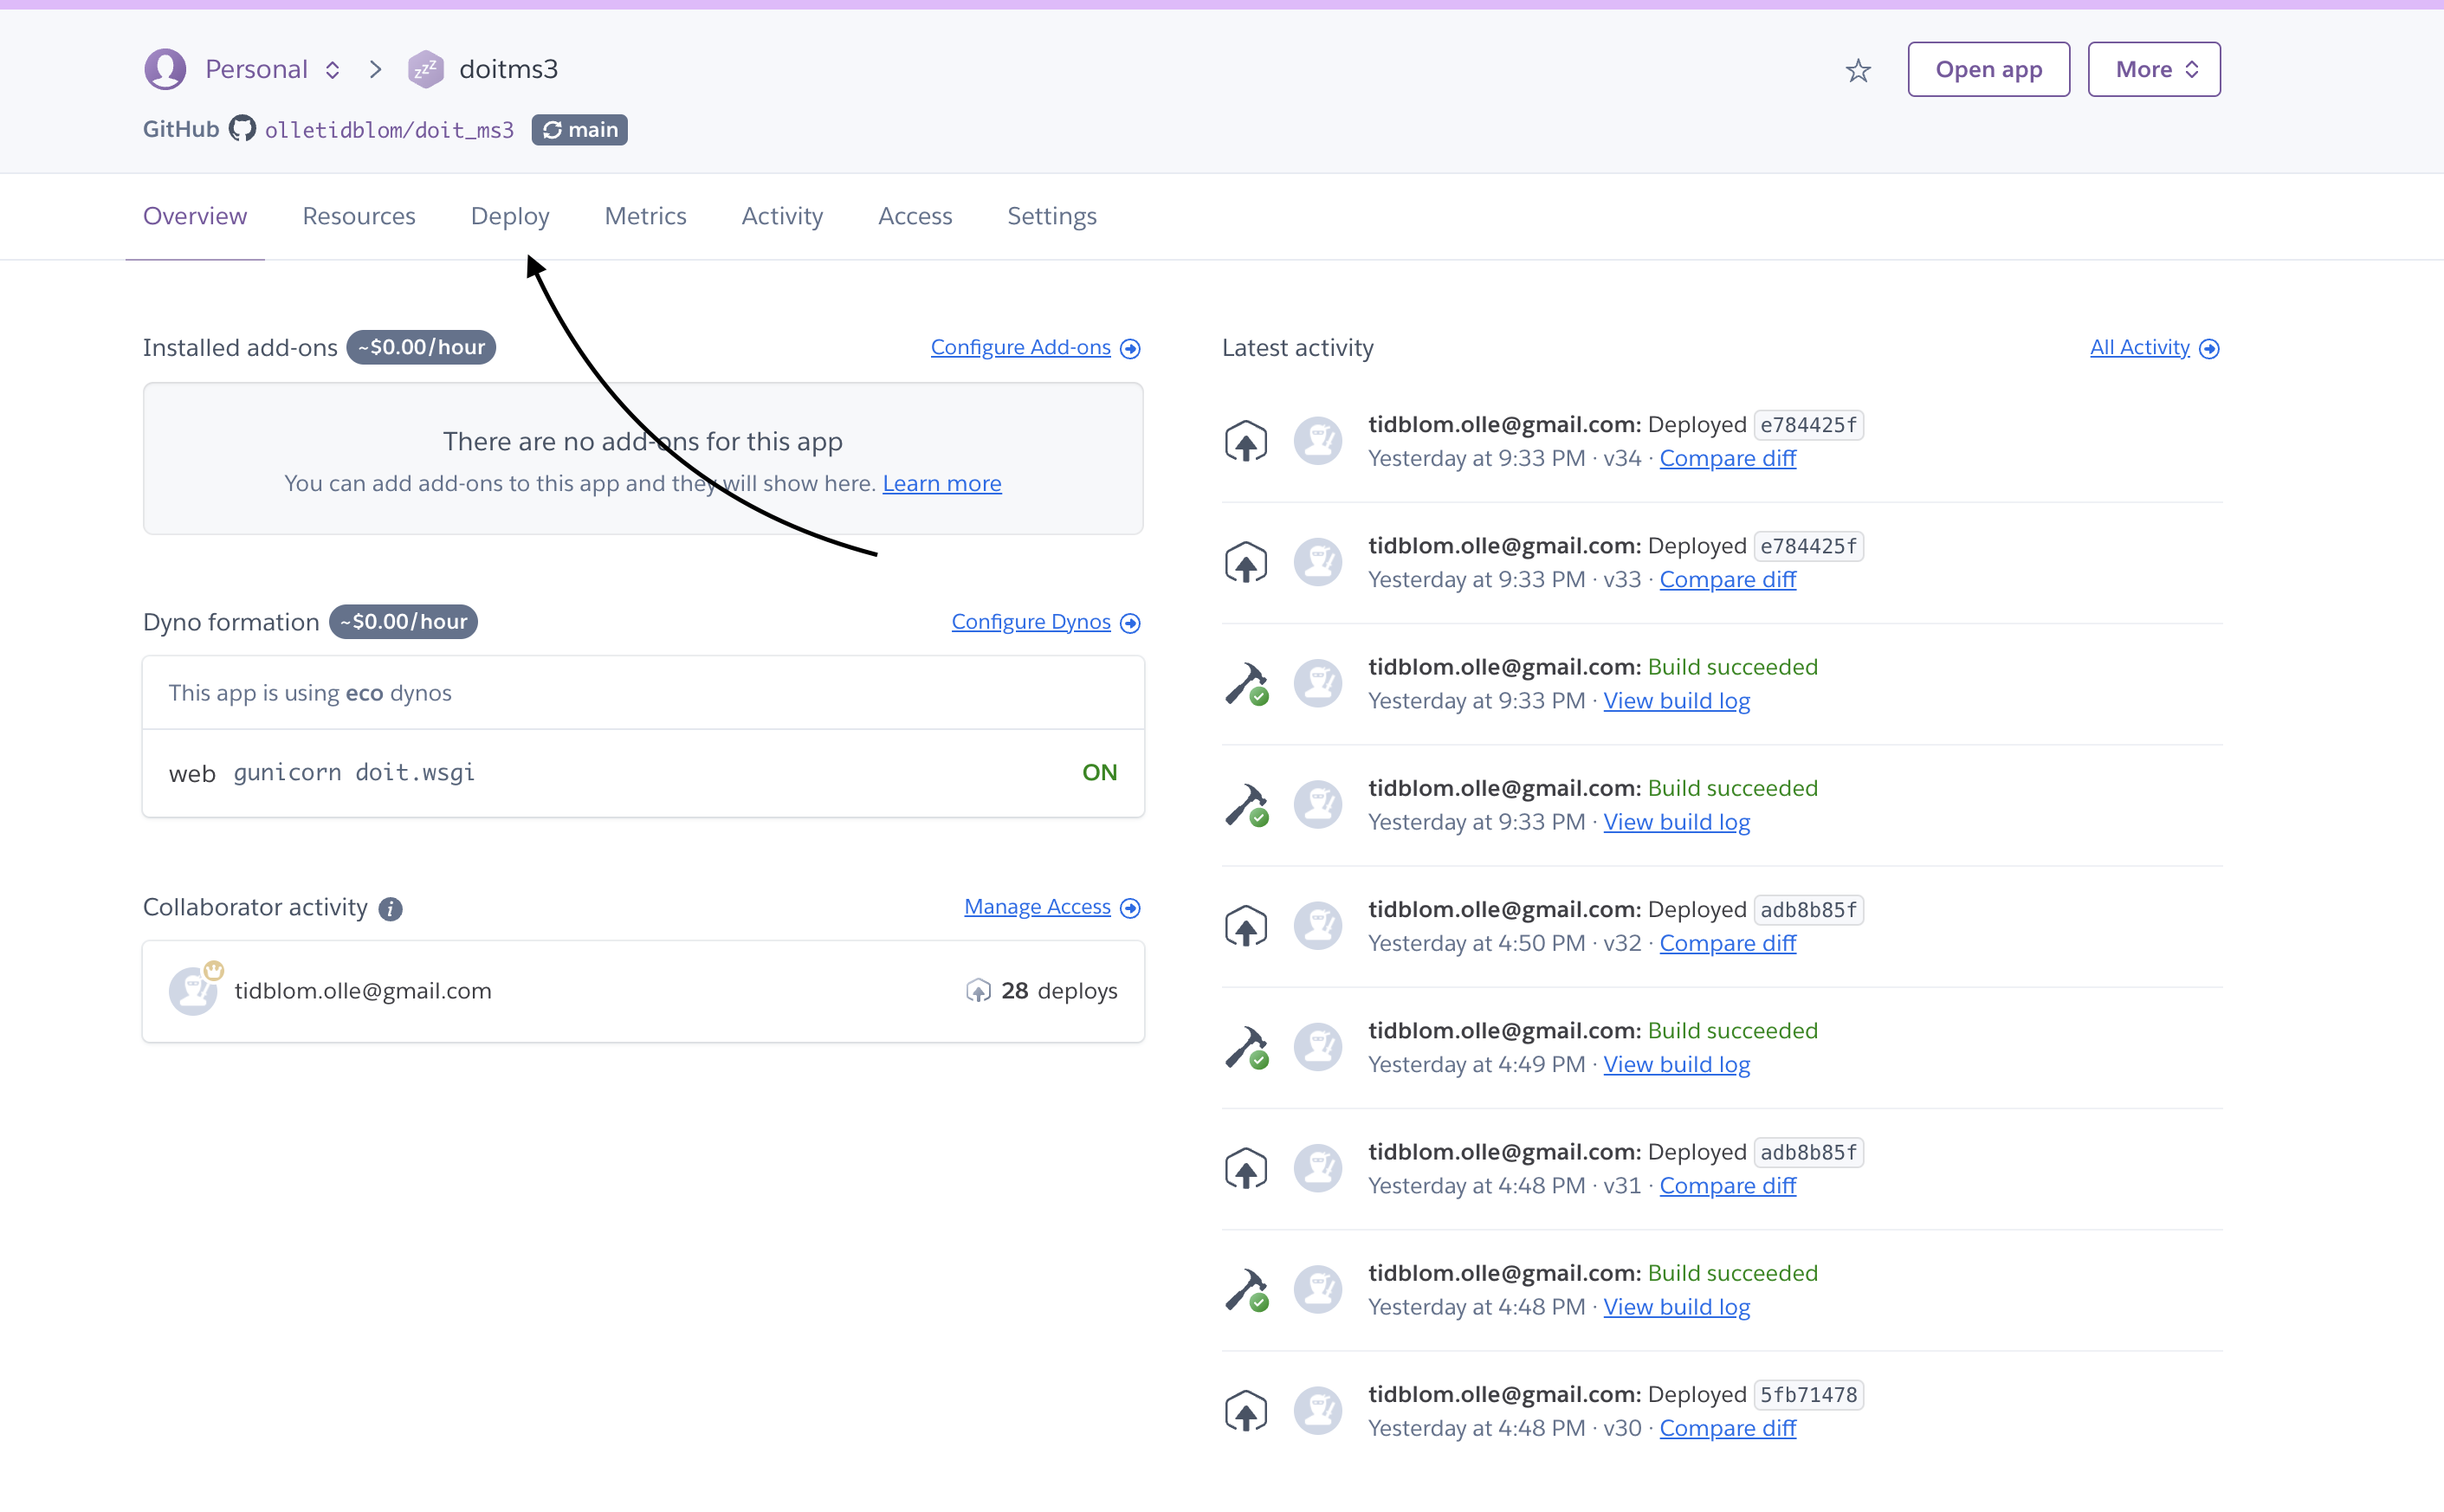 Personal > doitms3
Open app
More
GitHub olletidblom/doit_ms3 main
Overview Resources Deploy Metrics Activity Access Settings
Installed add-ons ~$0.00/hour
Configure Add-ons
There are no add-ons for this app
You can add add-ons to this app and they will show here. Learn more
Dyno formation ~$0.00/hour
Configure Dynos
This app is using eco dynos
web gunicorn doit.wsgi ON
Collaborator activity i
Manage Access
tidblom.olle@gmail.com 28 deploys
Latest activity
All Activity
tidblom.olle@gmail.com: Deployed e784425f
Yesterday at 9:33 PM · v34 · Compare diff
tidblom.olle@gmail.com: Deployed e784425f
Yesterday at 9:33 PM · v33 · Compare diff
tidblom.olle@gmail.com: Build succeeded
Yesterday at 9:33 PM · View build log
tidblom.olle@gmail.com: Build succeeded
Yesterday at 9:33 PM · View build log
tidblom.olle@gmail.com: Deployed adb8b85f
Yesterday at 4:50 PM · v32 · Compare diff
tidblom.olle@gmail.com: Build succeeded
Yesterday at 4:49 PM · View build log
tidblom.olle@gmail.com: Deployed adb8b85f
Yesterday at 4:48 PM · v31 · Compare diff
tidblom.olle@gmail.com: Build succeeded
Yesterday at 4:48 PM · View build log
tidblom.olle@gmail.com: Deployed 5fb71478
Yesterday at 4:48 PM · v30 · Compare diff